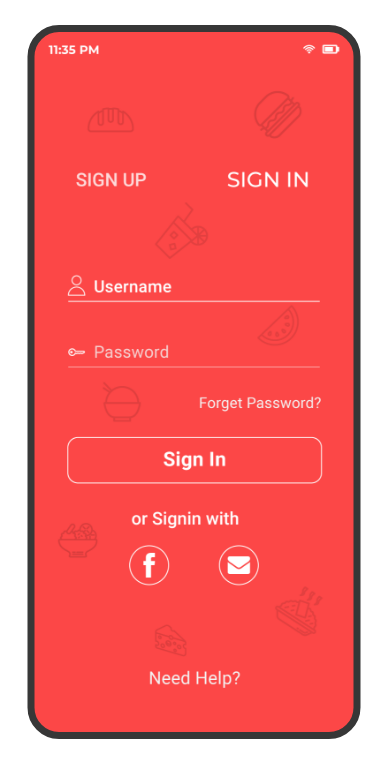 11:35 PM
SIGN UP SIGN IN
Username
Password
Forget Password?
Sign In
or Signin with
f
Need Help?